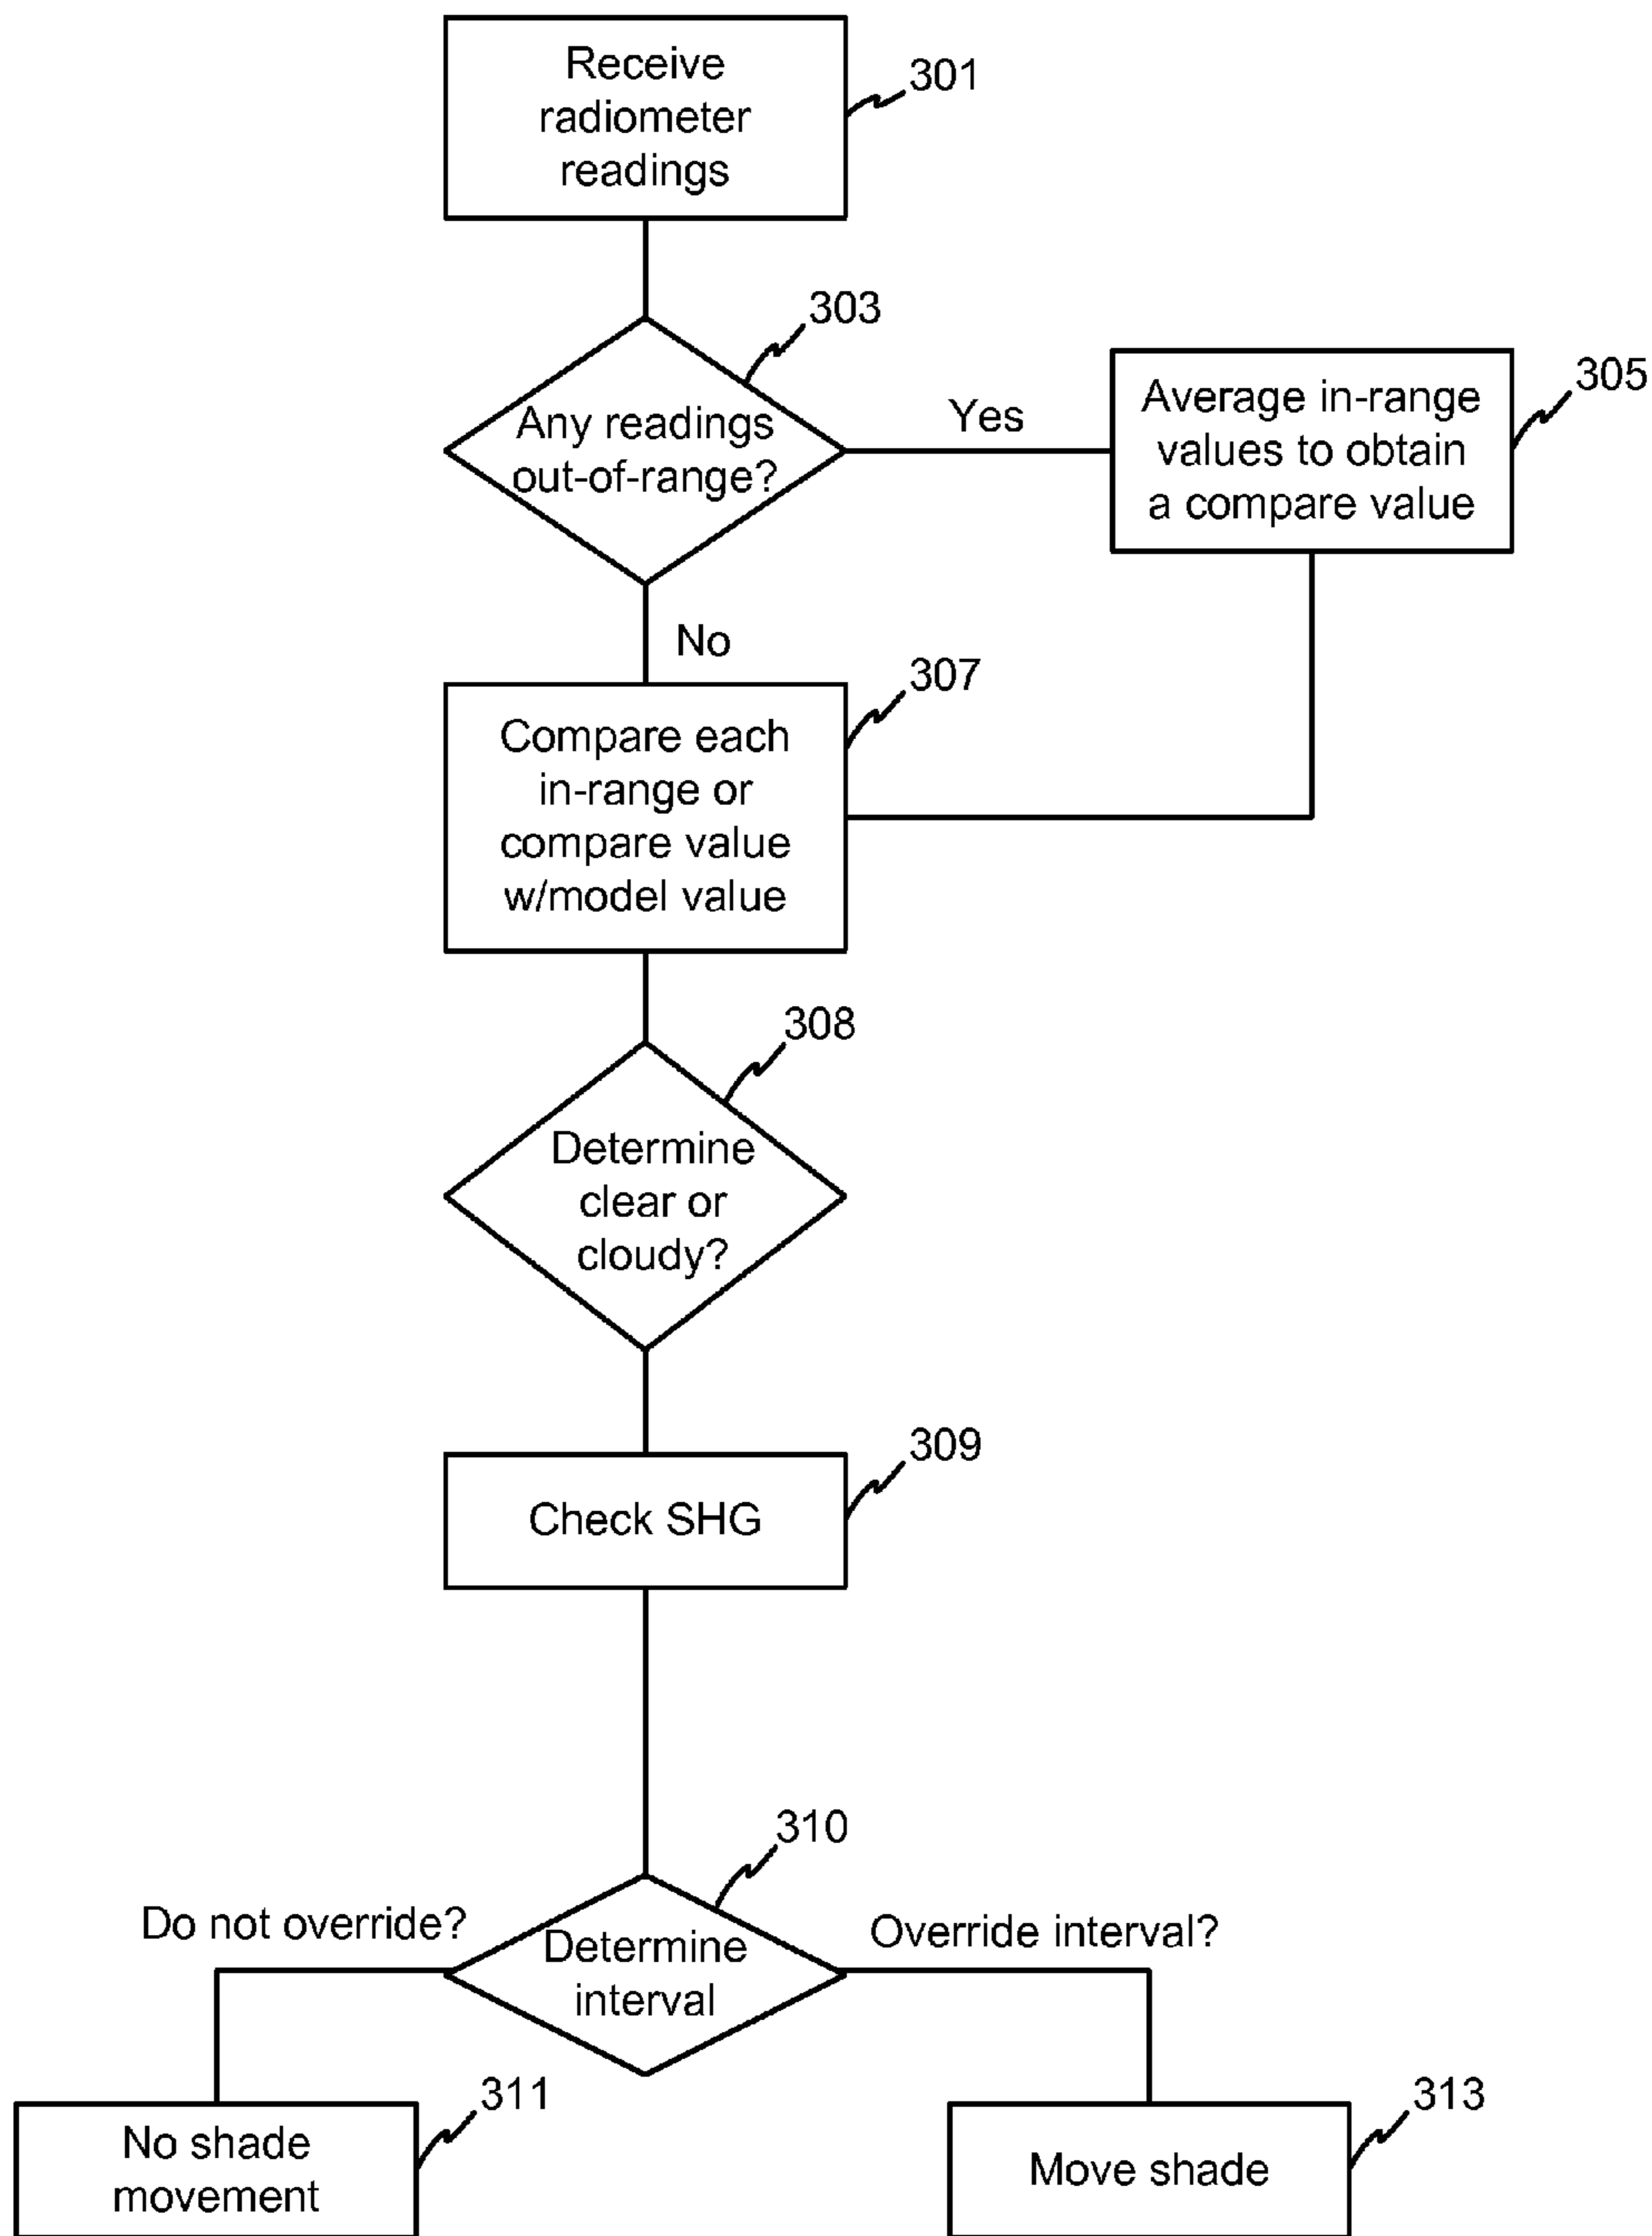 Receive
radiometer
readings
301
303
Any readings
out-of-range?
Yes
Average in-range
values to obtain
a compare value
305
No
307
Compare each
in-range or
compare value
w/model value
308
Determine
clear or
cloudy?
309
Check SHG
310
Do not override?
Determine
interval
Override interval?
311
No shade
movement
313
Move shade